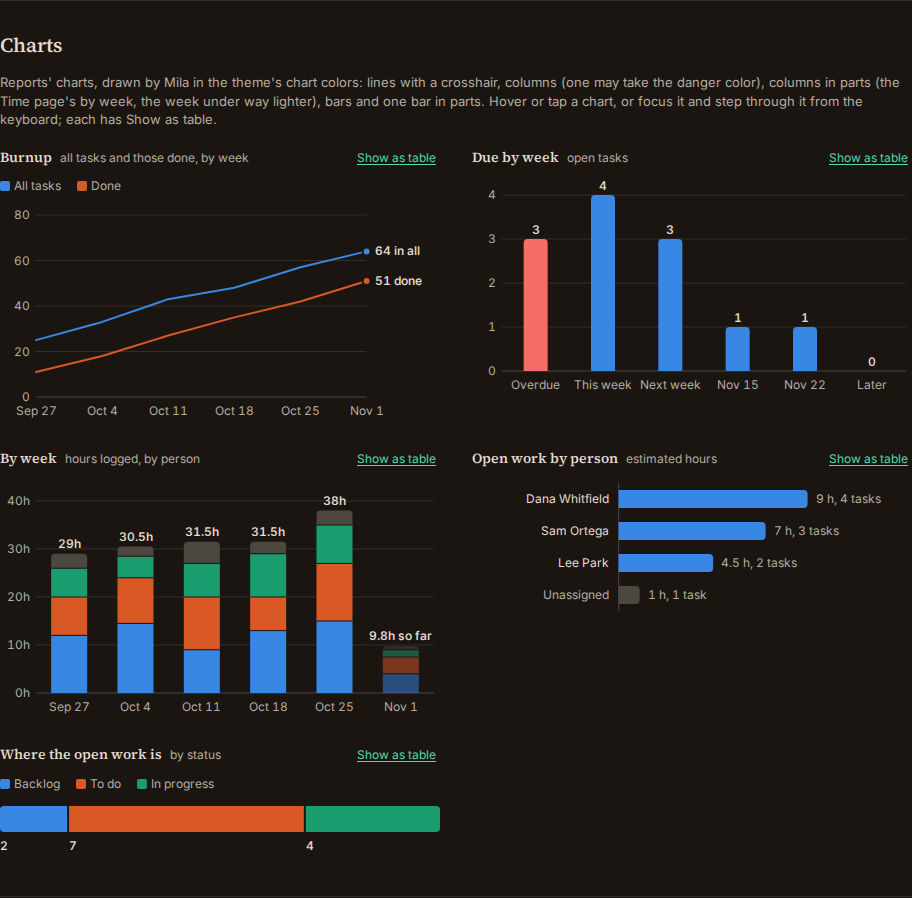 Charts
Reports' charts, drawn by Mila in the theme's chart colors: lines with a crosshair, columns (one may take the danger color), columns in parts (the
Time page's by week, the week under way lighter), bars and one bar in parts. Hover or tap a chart, or focus it and step through it from the
keyboard; each has Show as table.
Burnup all tasks and those done, by week Show as table
All tasks Done
80
60
40
20
0
64 in all
51 done
Sep 27 Oct 4 Oct 11 Oct 18 Oct 25 Nov 1
Due by week open tasks Show as table
4
3
2
1
0
3 4 3 1 1 0
Overdue This week Next week Nov 15 Nov 22 Later
By week hours logged, by person Show as table
40h
30h
20h
10h
0h
29h 30.5h 31.5h 31.5h 38h 9.8h so far
Sep 27 Oct 4 Oct 11 Oct 18 Oct 25 Nov 1
Open work by person estimated hours Show as table
Dana Whitfield 9 h, 4 tasks
Sam Ortega 7 h, 3 tasks
Lee Park 4.5 h, 2 tasks
Unassigned 1 h, 1 task
Where the open work is by status Show as table
Backlog To do In progress
2 7 4